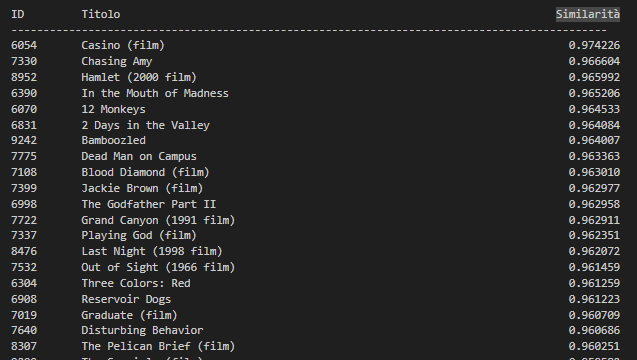 ID Titolo Similarità
--------------------------------------------------------------------------------------------
6054 Casino (film) 0.974226
7330 Chasing Amy 0.966604
8952 Hamlet (2000 film) 0.965992
6390 In the Mouth of Madness 0.965206
6070 12 Monkeys 0.964533
6831 2 Days in the Valley 0.964084
9242 Bamboozled 0.964007
7775 Dead Man on Campus 0.963363
7108 Blood Diamond (film) 0.963010
7399 Jackie Brown (film) 0.962977
6998 The Godfather Part II 0.962958
7722 Grand Canyon (1991 film) 0.962911
7337 Playing God (film) 0.962351
8476 Last Night (1998 film) 0.962072
7532 Out of Sight (1966 film) 0.961459
6304 Three Colors: Red 0.961259
6908 Reservoir Dogs 0.961223
7019 Graduate (film) 0.960709
7640 Disturbing Behavior 0.960686
8307 The Pelican Brief (film) 0.960251